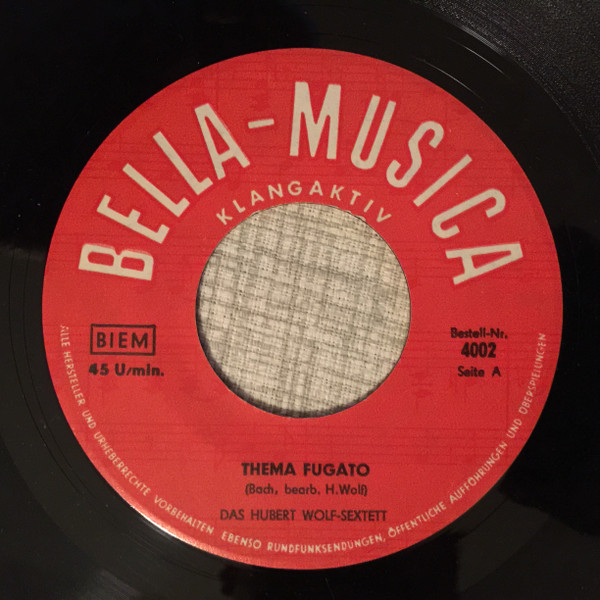 BELLA-MUSICA
KLANGAKTIV
BIEM
45 U/min.
Bestell-Nr.
4002
Seite A
THEMA FUGATO
(Bach, bearb. H.Wolf)
DAS HUBERT WOLF-SEXTETT
ALLE HERSTELLER UND URHEBERRECHTE VORBEHALTEN EBENSO RUNDFUNKSENDUNGEN, ÖFFENTLICHE AUFFÜHRUNGEN UND ÜBERSPIELUNGEN